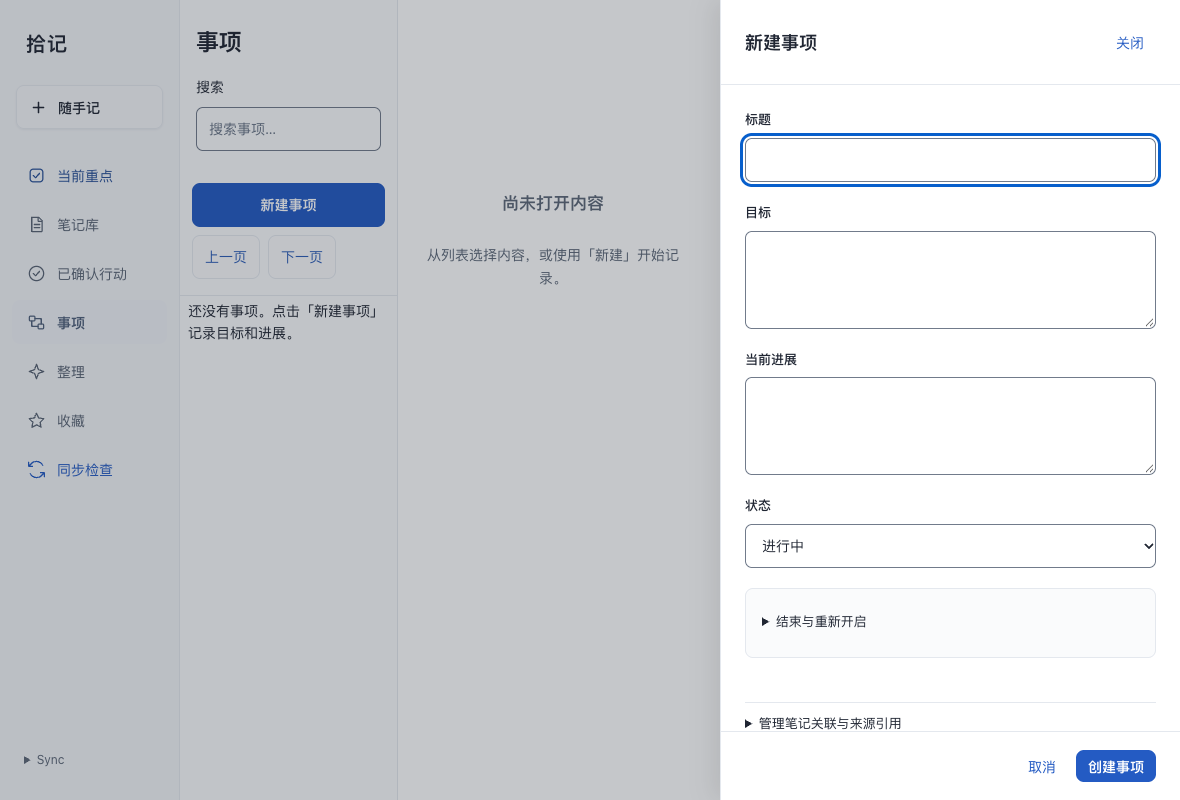 拾记
随手记
当前重点
笔记库
已确认行动
事项
整理
收藏
同步检查
Sync
事项
搜索
搜索事项...
新建事项
上一页
下一页
还没有事项。点击「新建事项」
记录目标和进展。
尚未打开内容
从列表选择内容，或使用「新建」开始记
录。
新建事项
关闭
标题
目标
当前进展
状态
进行中
结束与重新开启
管理笔记关联与来源引用
取消
创建事项